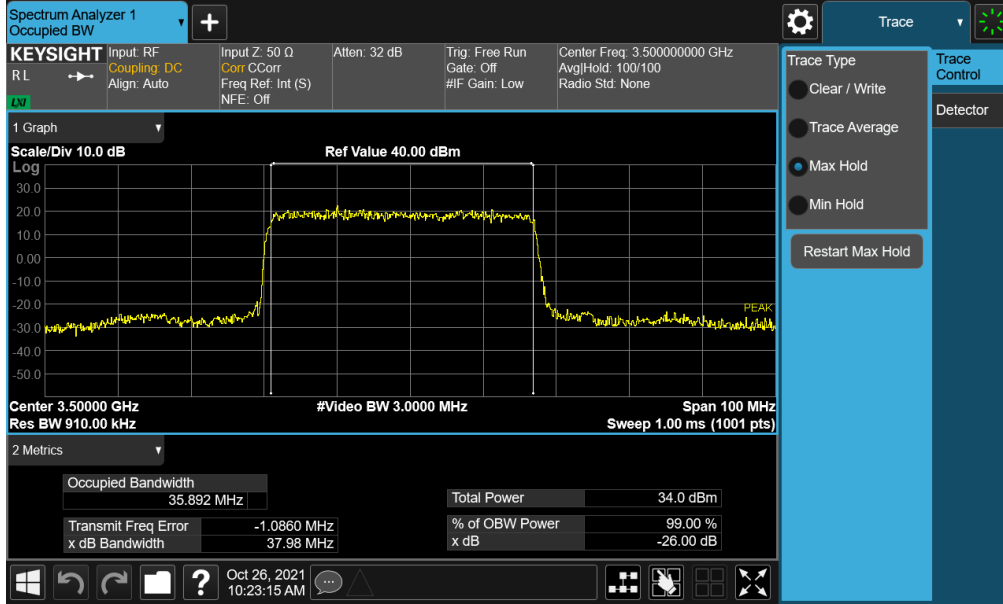 Spectrum Analyzer 1
Occupied BW
Trace
KEYSIGHT
R L
LXI
Input: RF
Coupling: DC
Align: Auto
Input Z: 50 Ω
Corr CCorr
Freq Ref: Int (S)
NFE: Off
Atten: 32 dB
Trig: Free Run
Gate: Off
#IF Gain: Low
Center Freq: 3.500000000 GHz
Avg|Hold: 100/100
Radio Std: None
Trace Type
Clear / Write
Trace Average
Max Hold
Min Hold
Restart Max Hold
Trace
Control
Detector
1 Graph
Scale/Div 10.0 dB
Ref Value 40.00 dBm
Log
30.0
20.0
10.0
0.00
-10.0
-20.0
-30.0
-40.0
-50.0
PEAK
Center 3.50000 GHz
#Video BW 3.0000 MHz
Span 100 MHz
Res BW 910.00 kHz
Sweep 1.00 ms (1001 pts)
2 Metrics
Occupied Bandwidth
35.892 MHz
Total Power 34.0 dBm
Transmit Freq Error -1.0860 MHz
% of OBW Power 99.00 %
x dB Bandwidth 37.98 MHz
x dB -26.00 dB
?
Oct 26, 2021
10:23:15 AM